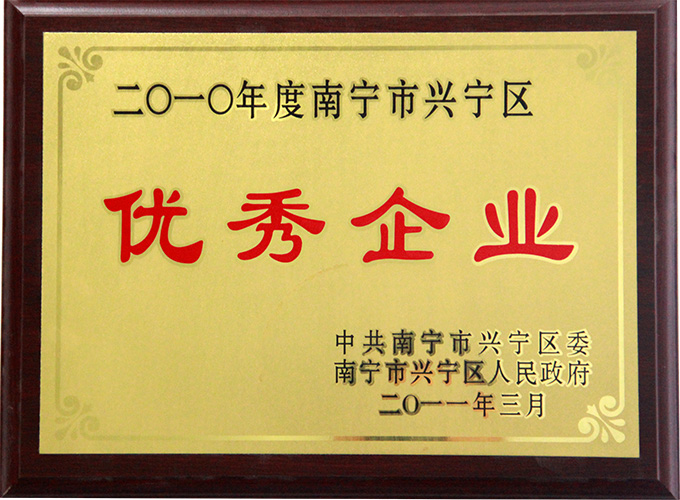 二〇一〇年度南宁市兴宁区
优秀企业
中共南宁市兴宁区委
南宁市兴宁区人民政府
二〇一一年三月